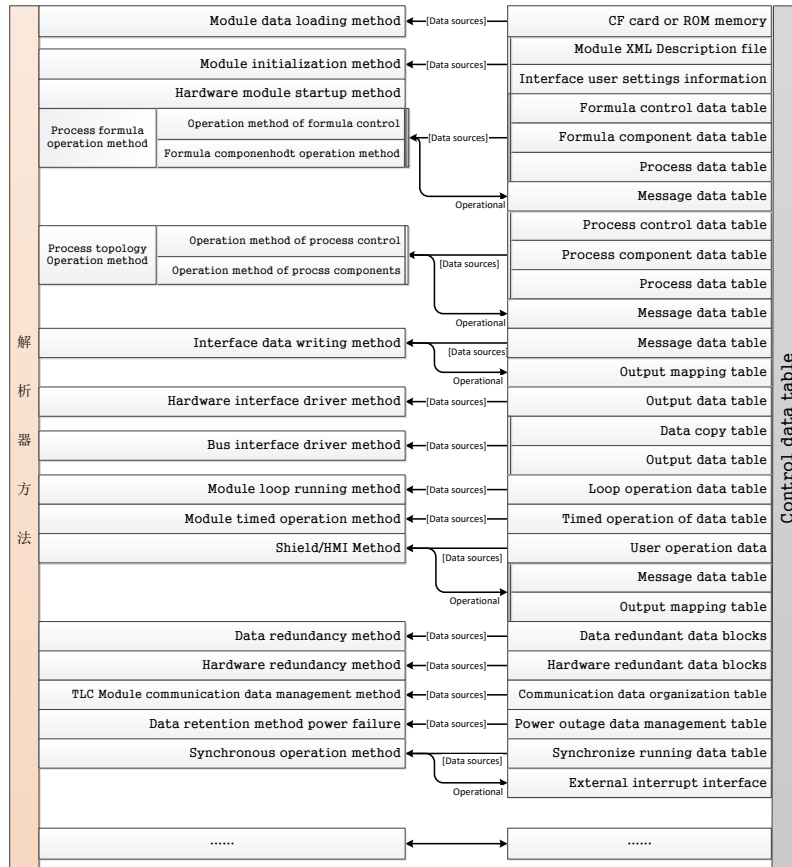 Module data loading method
[Data sources]
CF card or ROM memory
Module XML Description file
Module initialization method
[Data sources]
Interface user settings information
Hardware module startup method
Formula control data table
Process formula
operation method
Operation method of formula control
[Data sources]
Formula component data table
Formula componenhodt operation method
Process data table
Operational
Message data table
Process control data table
Process topology
Operation method
Operation method of process control
[Data sources]
Process component data table
Operation method of procss components
Process data table
Operational
Message data table
Interface data writing method
[Data sources]
Message data table
Operational
Output mapping table
Hardware interface driver method
[Data sources]
Output data table
Bus interface driver method
[Data sources]
Data copy table
Output data table
Module loop running method
[Data sources]
Loop operation data table
Module timed operation method
[Data sources]
Timed operation of data table
Shield/HMI Method
[Data sources]
User operation data
Message data table
Operational
Output mapping table
Data redundancy method
[Data sources]
Data redundant data blocks
Hardware redundancy method
[Data sources]
Hardware redundant data blocks
TLC Module communication data management method
[Data sources]
Communication data organization table
Data retention method power failure
[Data sources]
Power outage data management table
Synchronous operation method
[Data sources]
Synchronize running data table
Operational
External interrupt interface
......
......
解析器方法
Control data table